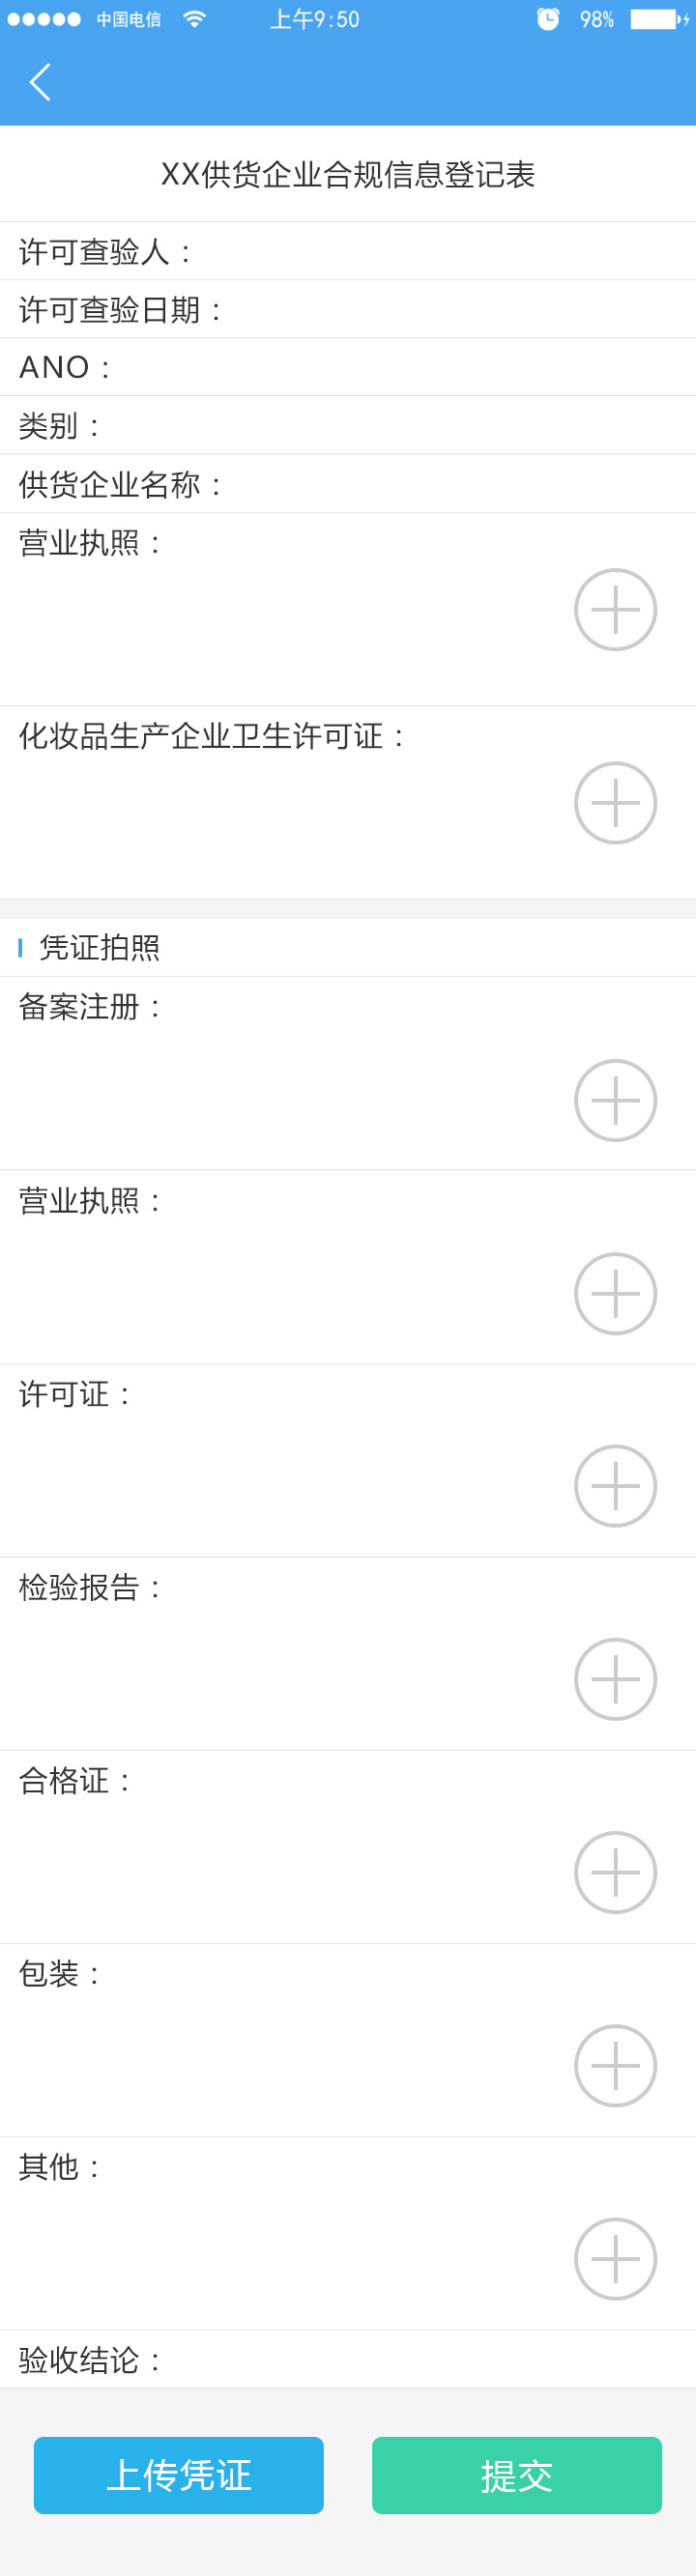 中国电信 上午9:50 98%
XX供货企业合规信息登记表
许可查验人：
许可查验日期：
ANO：
类别：
供货企业名称：
营业执照：
化妆品生产企业卫生许可证：
凭证拍照
备案注册：
营业执照：
许可证：
检验报告：
合格证：
包装：
其他：
验收结论：
上传凭证 提交